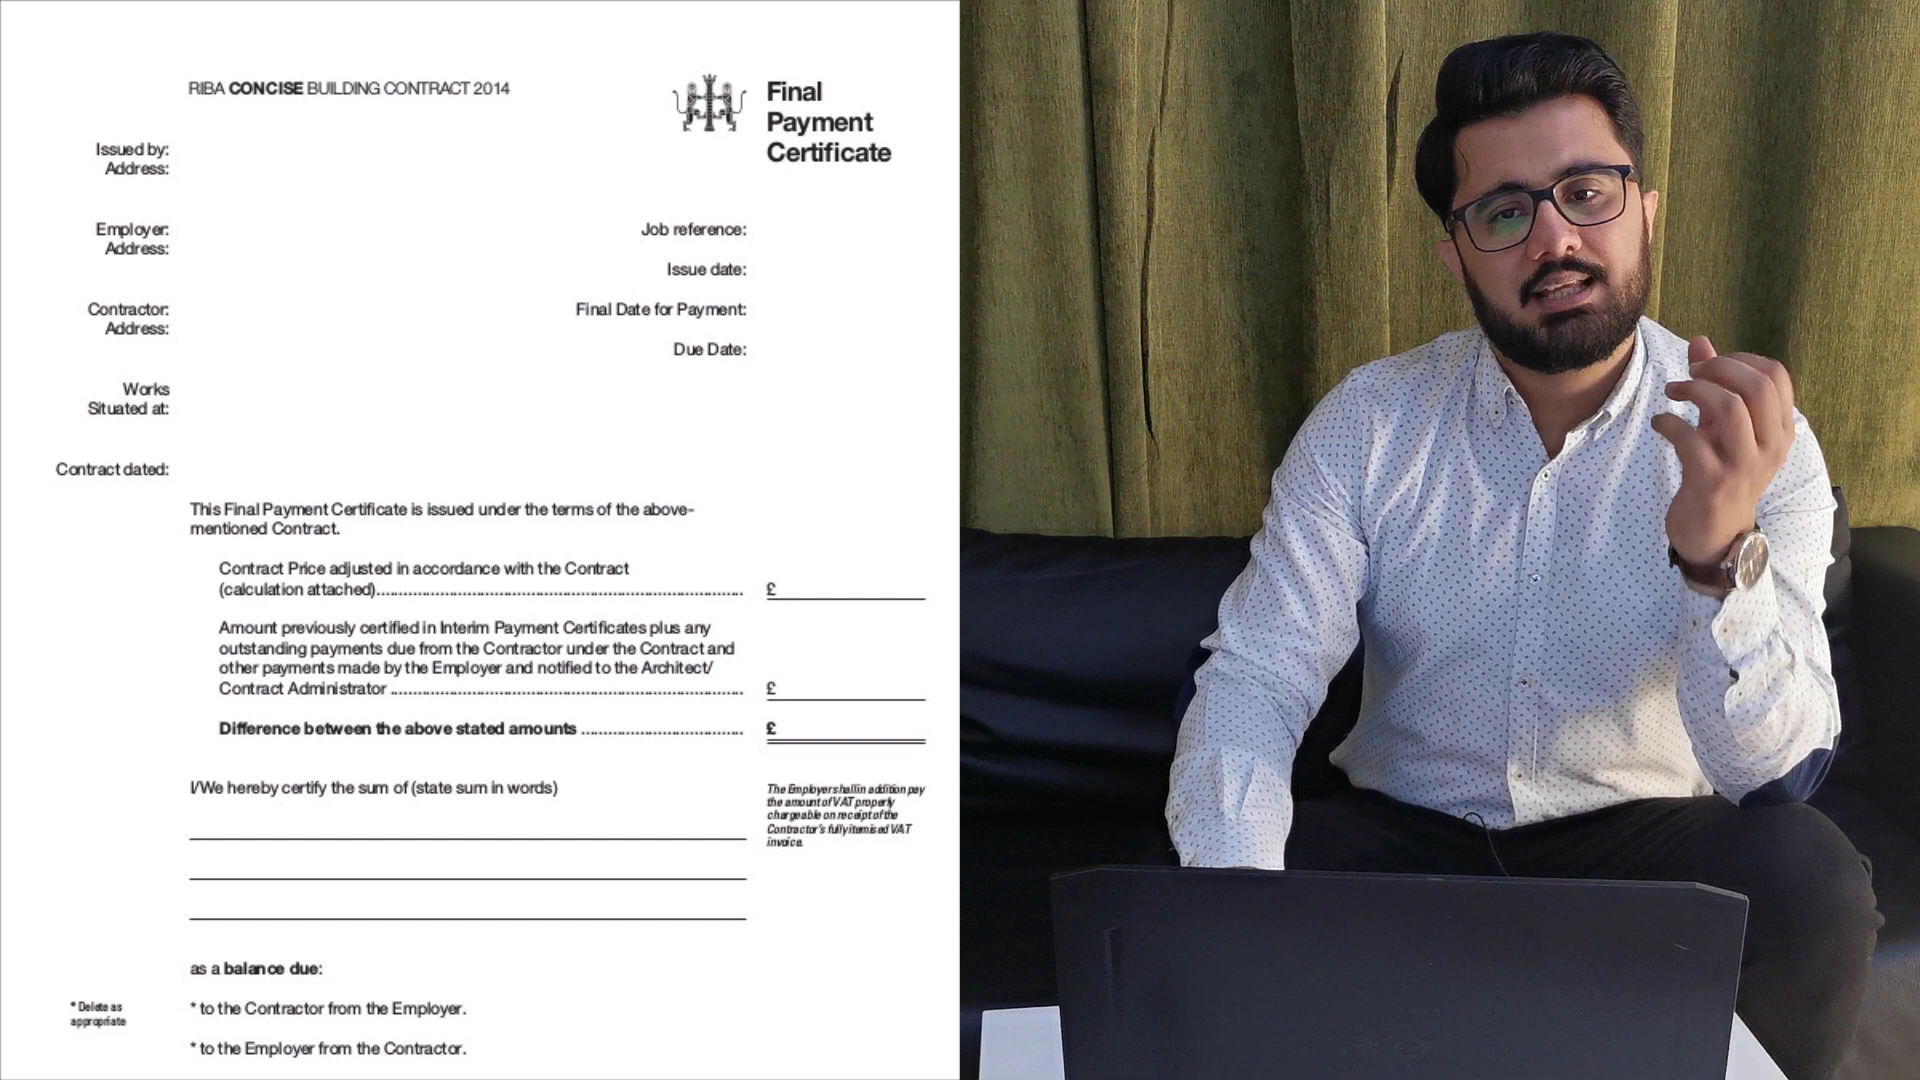 RIBA CONCISE BUILDING CONTRACT 2014
Final
Payment
Certificate
Issued by:
Address:
Employer:
Address:
Job reference:
Issue date:
Contractor:
Address:
Final Date for Payment:
Due Date:
Works
Situated at:
Contract dated:
This Final Payment Certificate is issued under the terms of the above-
mentioned Contract.
Contract Price adjusted in accordance with the Contract
(calculation attached)................................................................................... £
Amount previously certified in Interim Payment Certificates plus any
outstanding payments due from the Contractor under the Contract and
other payments made by the Employer and notified to the Architect/
Contract Administrator ................................................................................ £
Difference between the above stated amounts .................................... £
I/We hereby certify the sum of (state sum in words)
The Employer shall in addition pay
the amount of VAT properly
chargeable on receipt of the
Contractor's fully itemised VAT
invoice.
as a balance due:
* Delete as
appropriate
* to the Contractor from the Employer.
* to the Employer from the Contractor.
acer